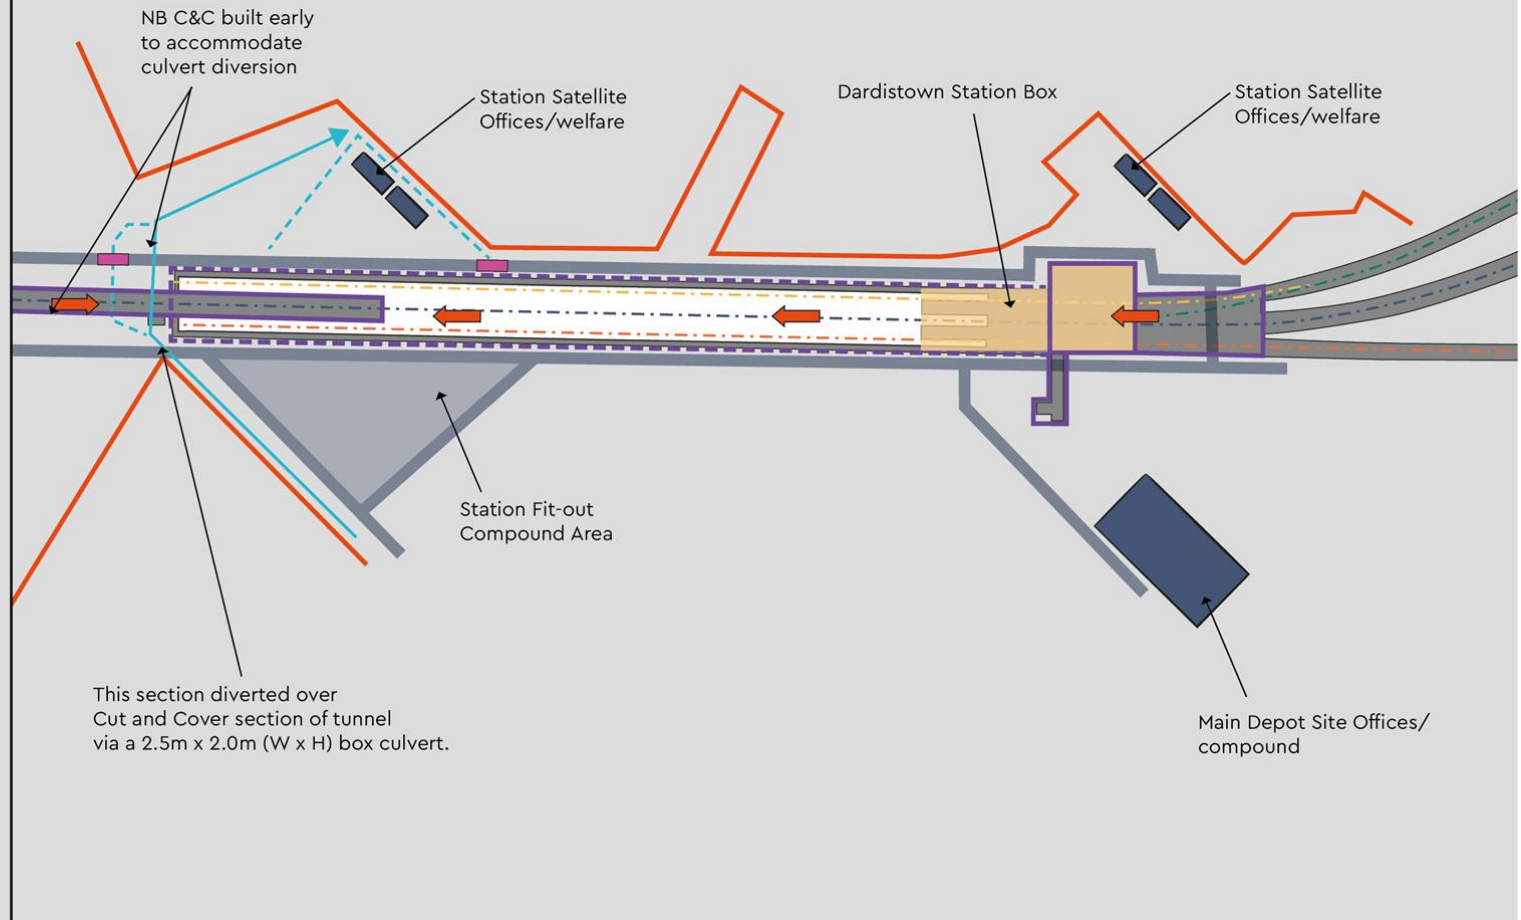 NB C&C built early
to accommodate
culvert diversion
Station Satellite
Offices/welfare
Dardistown Station Box
Station Satellite
Offices/welfare
Station Fit-out
Compound Area
This section diverted over
Cut and Cover section of tunnel
via a 2.5m x 2.0m (W x H) box culvert.
Main Depot Site Offices/
compound